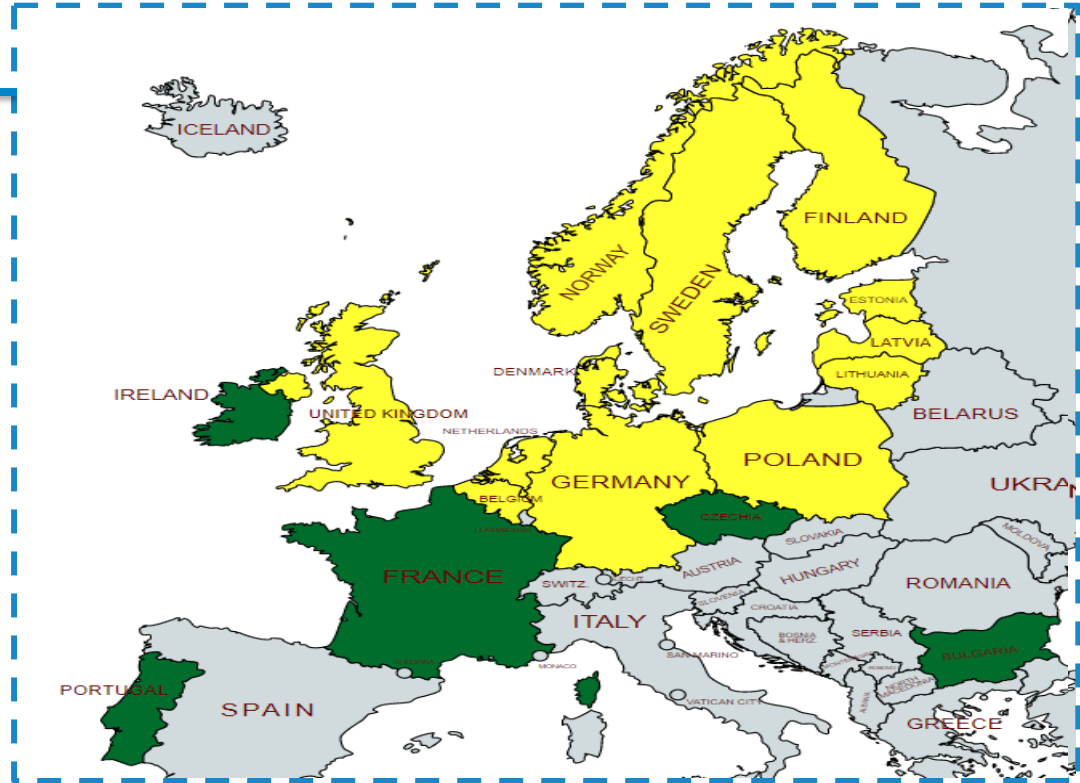 ICELAND
FINLAND
NORWAY
SWEDEN
ESTONIA
LATVIA
LITHUANIA
DENMARK
IRELAND
UNITED KINGDOM
NETHERLANDS
BELARUS
POLAND
GERMANY
UKRA
BELGIUM
CZECHIA
SLOVAKIA
MOLDOVA
FRANCE
AUSTRIA
HUNGARY
SWITZ.
ROMANIA
SLOVENIA
CROATIA
ITALY
BOSNIA
& HERZ.
SERBIA
BULGARIA
SAN MARINO
MONACO
PORTUGAL
NORTH
MACEDONIA
VATICAN CITY
SPAIN
GREECE